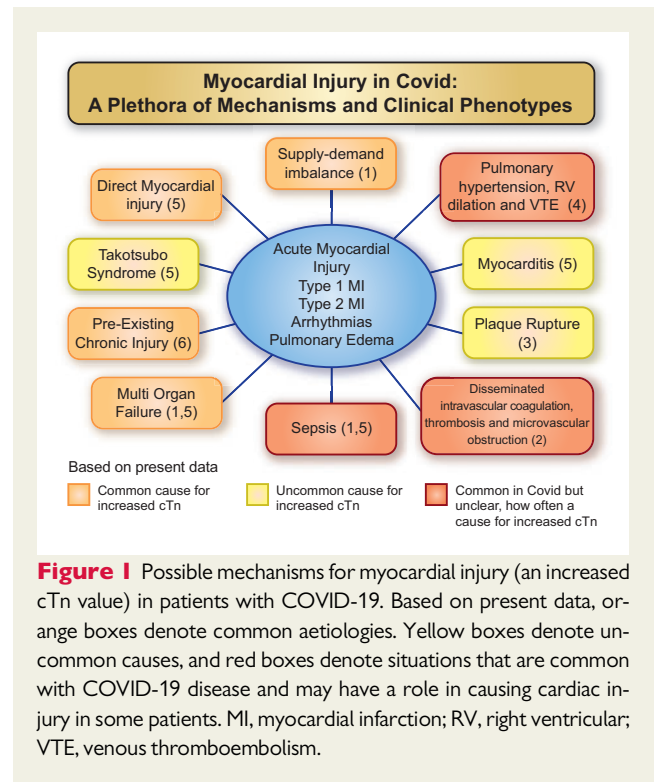 Myocardial Injury in Covid:
A Plethora of Mechanisms and Clinical Phenotypes
Supply-demand
imbalance (1)
Direct Myocardial
injury (5)
Pulmonary
hypertension, RV
dilation and VTE (4)
Takotsubo
Syndrome (5)
Acute Myocardial
Injury
Type 1 MI
Type 2 MI
Arrhythmias
Pulmonary Edema
Myocarditis (5)
Pre-Existing
Chronic Injury (6)
Plaque Rupture
(3)
Multi Organ
Failure (1,5)
Sepsis (1,5)
Disseminated
intravascular coagulation,
thrombosis and microvascular
obstruction (2)
Based on present data
Common cause for
increased cTn
Uncommon cause for
increased cTn
Common in Covid but
unclear, how often a
cause for increased cTn
Figure 1 Possible mechanisms for myocardial injury (an increased
cTn value) in patients with COVID-19. Based on present data, or-
ange boxes denote common aetiologies. Yellow boxes denote un-
common causes, and red boxes denote situations that are common
with COVID-19 disease and may have a role in causing cardiac in-
jury in some patients. MI, myocardial infarction; RV, right ventricular;
VTE, venous thromboembolism.